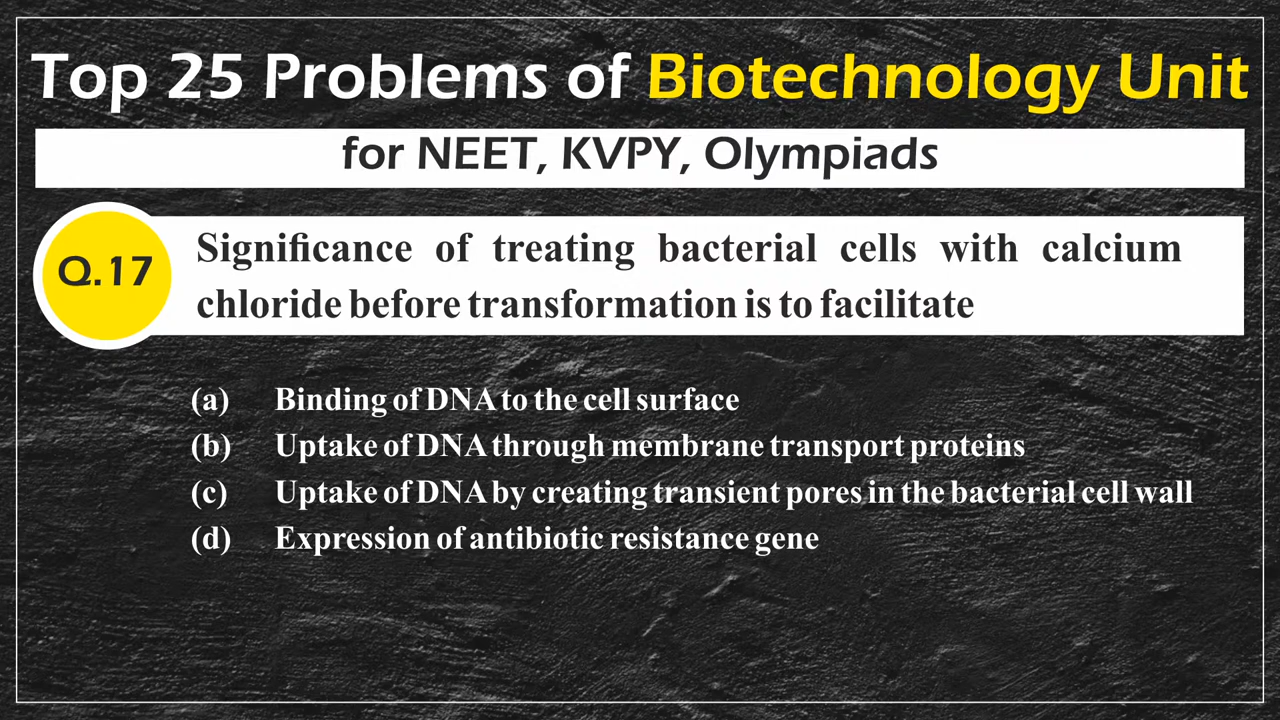 Top 25 Problems of Biotechnology Unit
for NEET, KVPY, Olympiads
Q.17
Significance of treating bacterial cells with calcium
chloride before transformation is to facilitate
(a) Binding of DNA to the cell surface
(b) Uptake of DNA through membrane transport proteins
(c) Uptake of DNA by creating transient pores in the bacterial cell wall
(d) Expression of antibiotic resistance gene